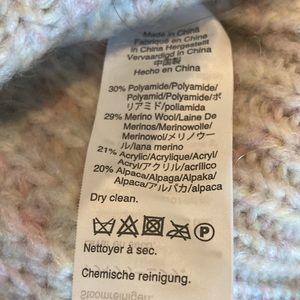 Made in China
Fabriqué en Chine
in China Hergestellt
Vervaardigd in China
中国製
Hecho en China
30% Polyamide/Polyamide/
Polyamid/Polyamide/ポ
リアミド/poliamida
29% Merino Wool/Laine De
Merinos/Merinowolle/
Merinowol/メリノウー
ル/lana merino
21% Acrylic/Acrylique/Acryl/
Acryl/アクリル/acrílico
20% Alpaca/Alpaga/Alpaka/
Alpaca/アルパカ/alpaca
Dry clean.
P
Nettoyer à sec.
Chemische reinigung.
Stoomreinigen.